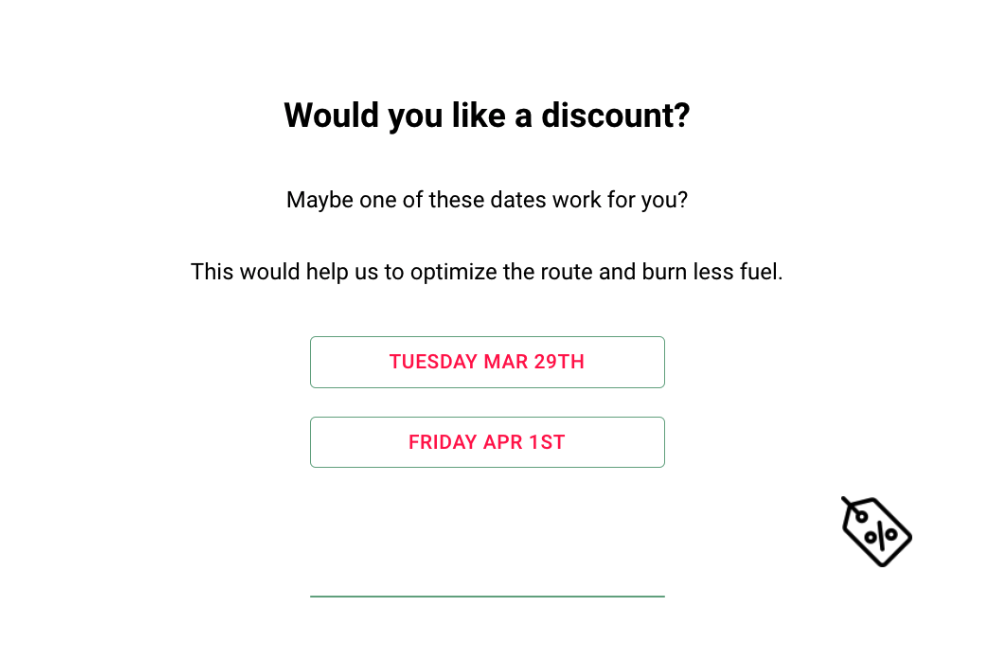 Would you like a discount?
Maybe one of these dates work for you?
This would help us to optimize the route and burn less fuel.
TUESDAY MAR 29TH
FRIDAY APR 1ST
%